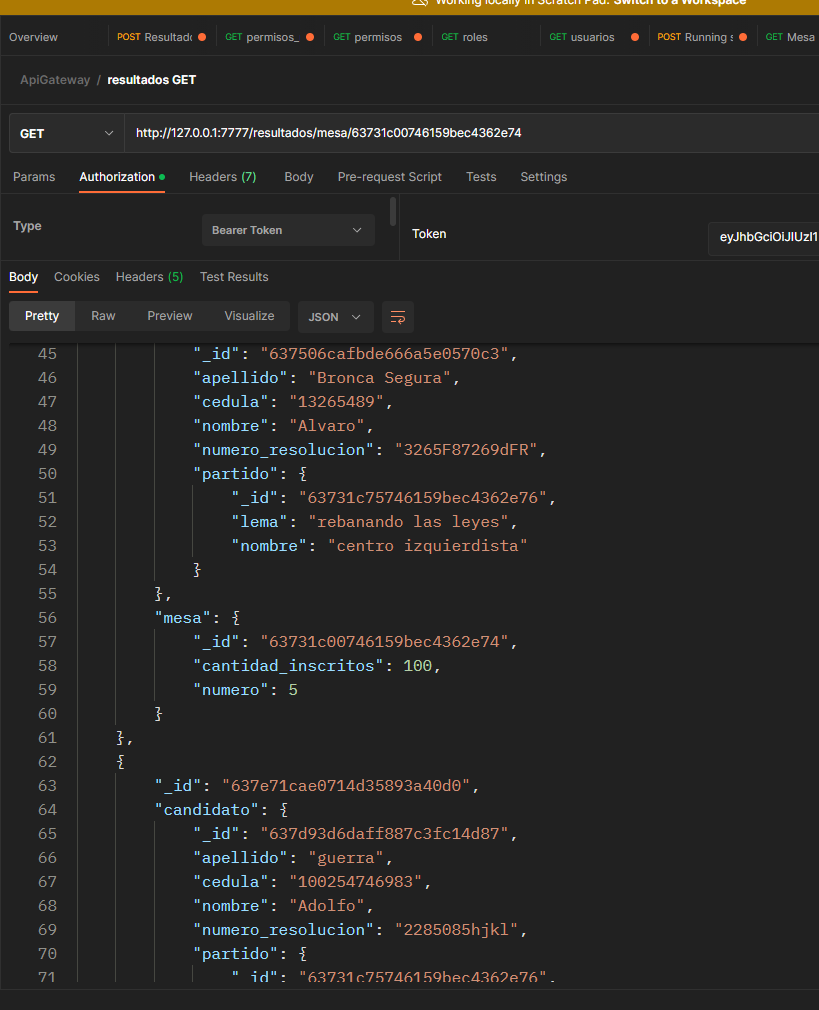 Working locally in Scratch Pad. Switch to a Workspace
Overview POST Resultado GET permisos_ GET permisos GET roles GET usuarios POST Running s GET Mesa
ApiGateway / resultados GET
GET http://127.0.0.1:7777/resultados/mesa/63731c00746159bec4362e74
Params Authorization Headers (7) Body Pre-request Script Tests Settings
Type Bearer Token Token eyJhbGciOiJIUzI1
Body Cookies Headers (5) Test Results
Pretty Raw Preview Visualize JSON
45 "_id": "637506cafbde666a5e0570c3",
46 "apellido": "Bronca Segura",
47 "cedula": "13265489",
48 "nombre": "Alvaro",
49 "numero_resolucion": "3265F87269dFR",
50 "partido": {
51 "_id": "63731c75746159bec4362e76",
52 "lema": "rebanando las leyes",
53 "nombre": "centro izquierdista"
54 }
55 },
56 "mesa": {
57 "_id": "63731c00746159bec4362e74",
58 "cantidad_inscritos": 100,
59 "numero": 5
60 }
61 },
62 {
63 "_id": "637e71cae0714d35893a40d0",
64 "candidato": {
65 "_id": "637d93d6daff887c3fc14d87",
66 "apellido": "guerra",
67 "cedula": "100254746983",
68 "nombre": "Adolfo",
69 "numero_resolucion": "2285085hjkl",
70 "partido": {
71 "_id": "63731c75746159bec4362e76",